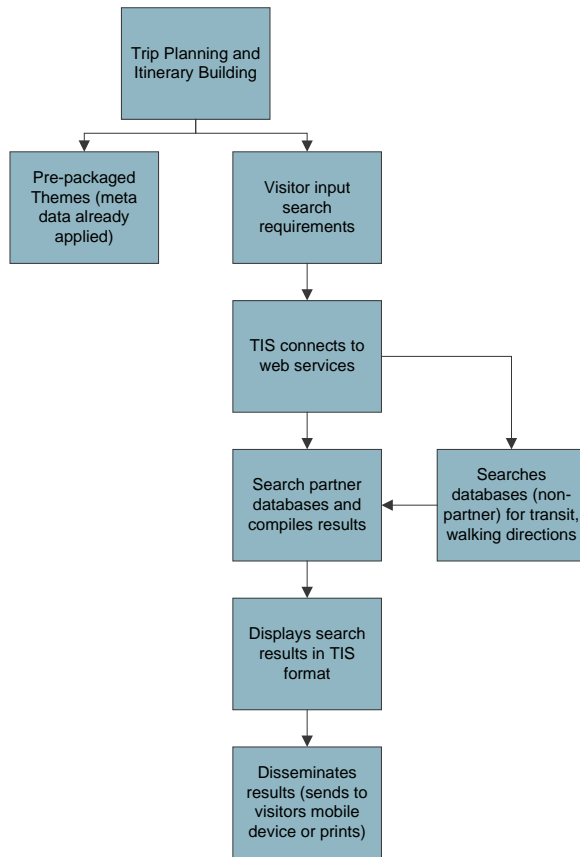 Trip Planning and
Itinerary Building
Pre-packaged
Themes (meta
data already
applied)
Visitor input
search
requirements
TIS connects to
web services
Search partner
databases and
compiles results
Searches
databases (non-
partner) for transit,
walking directions
Displays search
results in TIS
format
Disseminates
results (sends to
visitors mobile
device or prints)